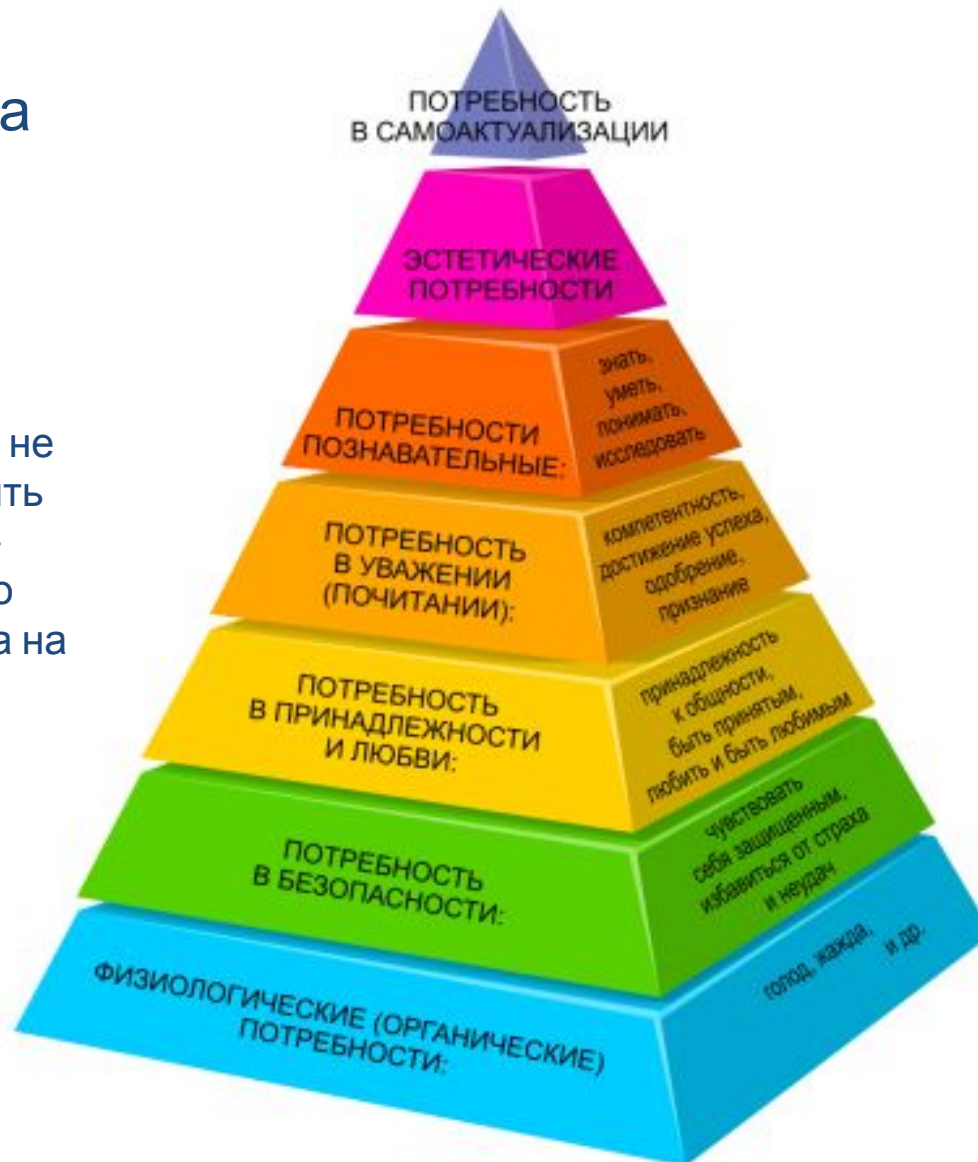 а
не
ить
о
а на
ПОТРЕБНОСТЬ
В САМОАКТУАЛИЗАЦИИ
ЭСТЕТИЧЕСКИЕ
ПОТРЕБНОСТИ
ПОТРЕБНОСТИ
ПОЗНАВАТЕЛЬНЫЕ:
знать,
уметь,
понимать,
исследовать
ПОТРЕБНОСТЬ
В УВАЖЕНИИ
(ПОЧИТАНИИ):
компетентность,
достижение успеха,
одобрение,
признание
ПОТРЕБНОСТЬ
В ПРИНАДЛЕЖНОСТИ
И ЛЮБВИ:
принадлежность
к общности,
быть принятым,
любить и быть любимым
ПОТРЕБНОСТЬ
В БЕЗОПАСНОСТИ:
чувствовать
себя защищенным,
избавиться от страха
и неудач
ФИЗИОЛОГИЧЕСКИЕ (ОРГАНИЧЕСКИЕ)
ПОТРЕБНОСТИ:
голод, жажда,
и др.